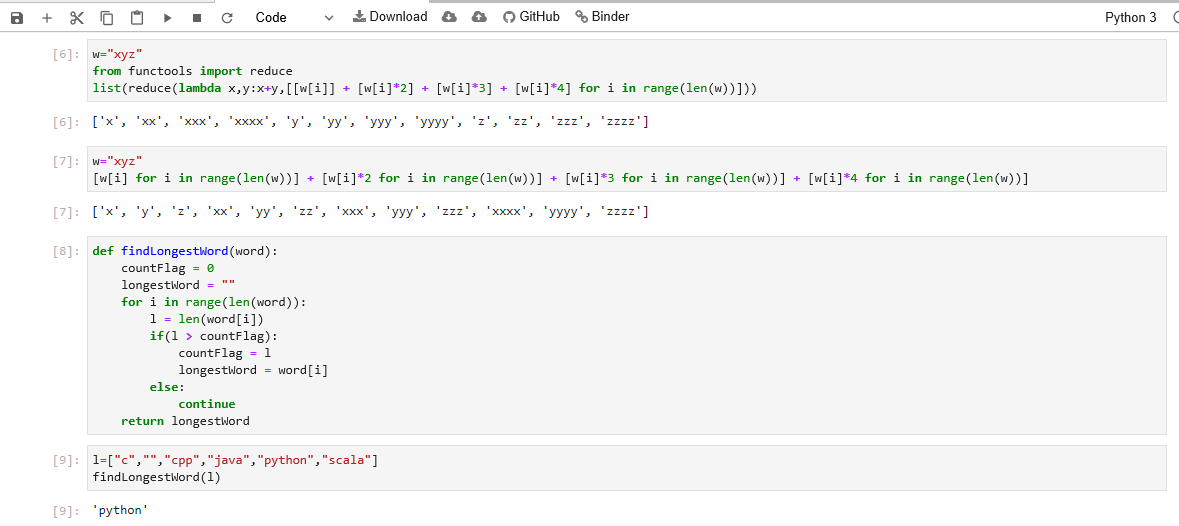 Code Download GitHub Binder Python 3
[6]: w="xyz"
from functools import reduce
list(reduce(lambda x,y:x+y,[[w[i]] + [w[i]*2] + [w[i]*3] + [w[i]*4] for i in range(len(w))]))
[6]: ['x', 'xx', 'xxx', 'xxxx', 'y', 'yy', 'yyy', 'yyyy', 'z', 'zz', 'zzz', 'zzzz']
[7]: w="xyz"
[w[i] for i in range(len(w))] + [w[i]*2 for i in range(len(w))] + [w[i]*3 for i in range(len(w))] + [w[i]*4 for i in range(len(w))]
[7]: ['x', 'y', 'z', 'xx', 'yy', 'zz', 'xxx', 'yyy', 'zzz', 'xxxx', 'yyyy', 'zzzz']
[8]: def findLongestWord(word):
    countFlag = 0
    longestWord = ""
    for i in range(len(word)):
        l = len(word[i])
        if(l > countFlag):
            countFlag = l
            longestWord = word[i]
        else:
            continue
    return longestWord
[9]: l=["c","","cpp","java","python","scala"]
findLongestWord(l)
[9]: 'python'